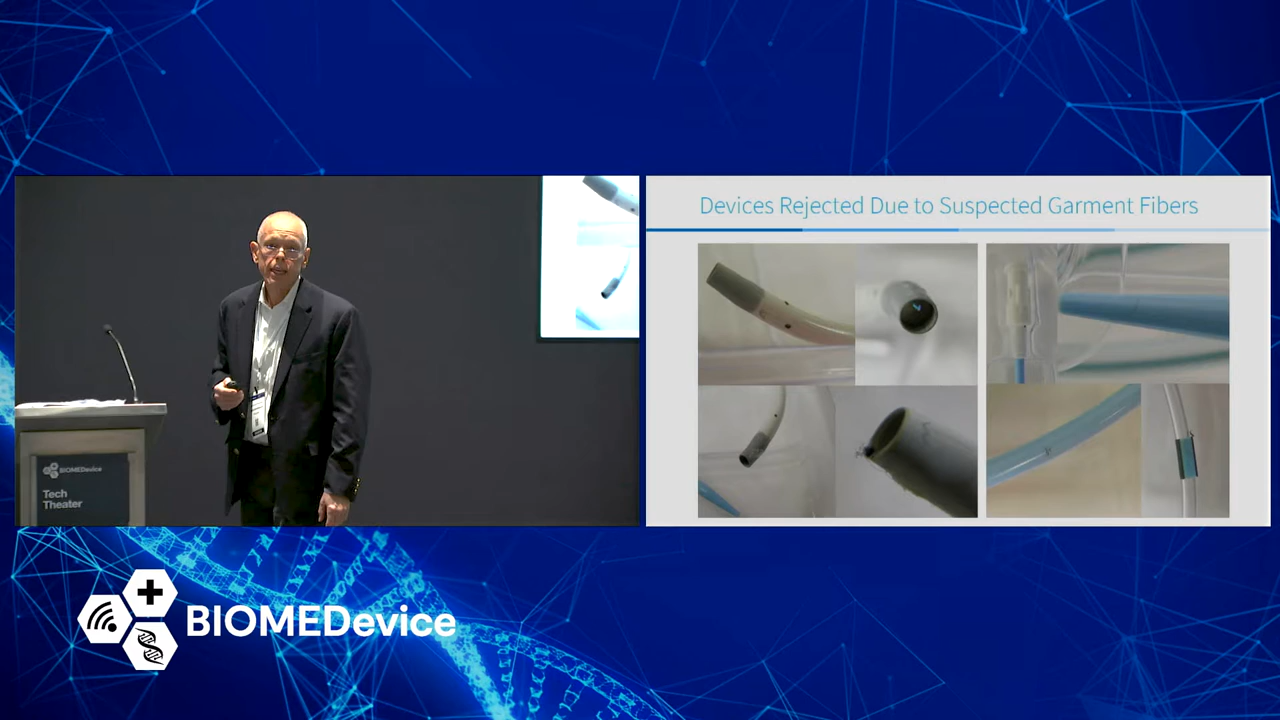 Devices Rejected Due to Suspected Garment Fibers
BIOMEDevice
Tech
Theater
BIOMEDevice